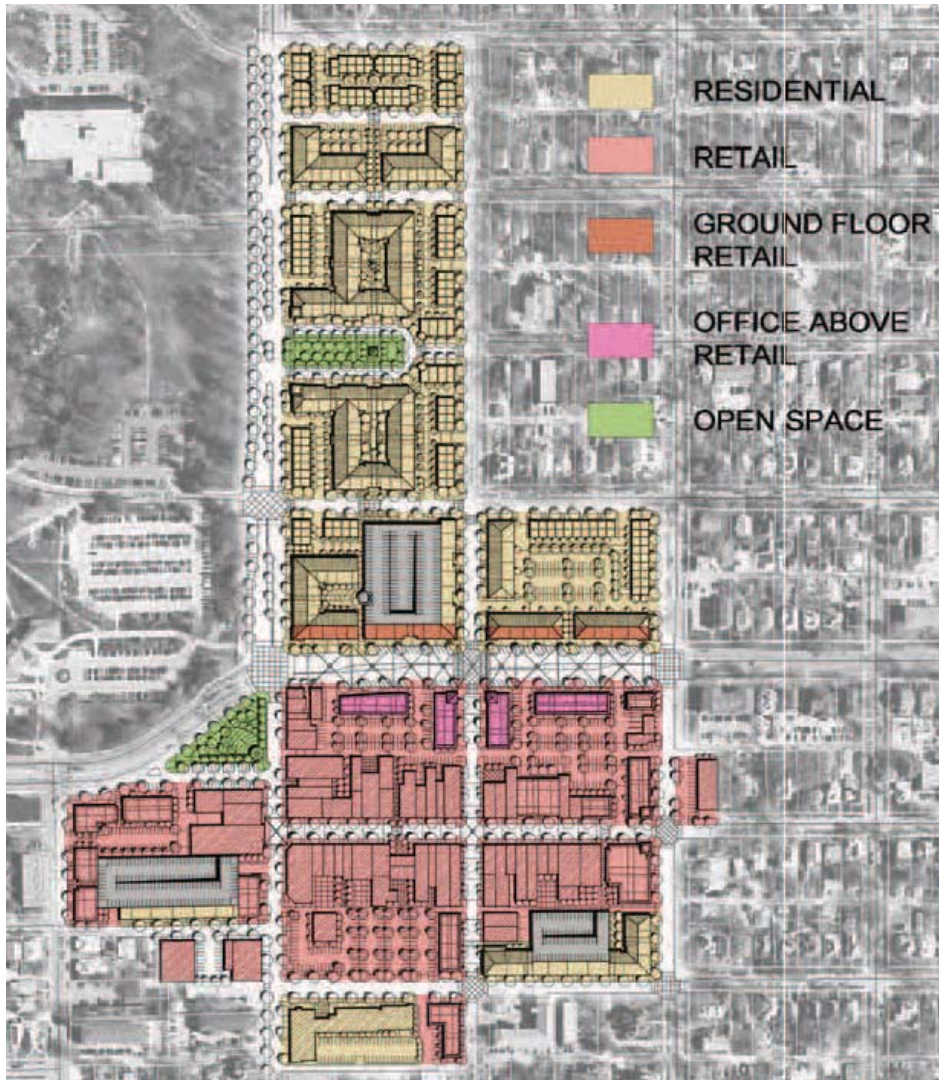 RESIDENTIAL
RETAIL
GROUND FLOOR
RETAIL
OFFICE ABOVE
RETAIL
OPEN SPACE